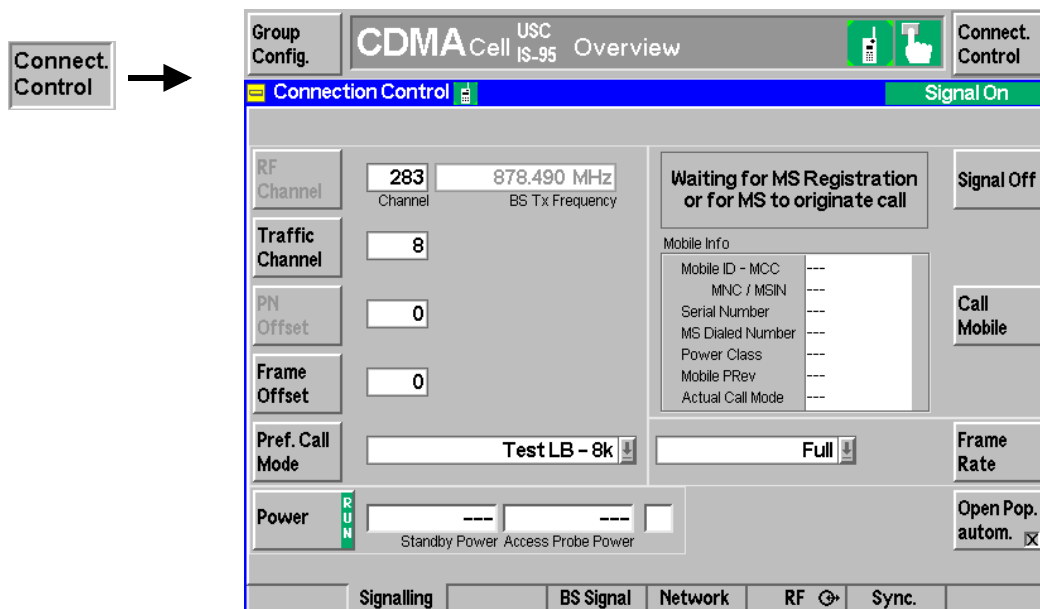 Connect.
Control
Group
Config.
CDMA Cell USC IS-95 Overview
Connect.
Control
Connection Control
Signal On
RF
Channel
283
878.490 MHz
Channel
BS Tx Frequency
Waiting for MS Registration
or for MS to originate call
Signal Off
Traffic
Channel
8
Mobile Info
Mobile ID - MCC ---
MNC / MSIN ---
Serial Number ---
MS Dialed Number ---
Power Class ---
Mobile PRev ---
Actual Call Mode ---
PN
Offset
0
Call
Mobile
Frame
Offset
0
Pref. Call
Mode
Test LB - 8k
Full
Frame
Rate
Power
RUN
---
---
Standby Power
Access Probe Power
Open Pop.
autom.
Signalling
BS Signal
Network
RF
Sync.